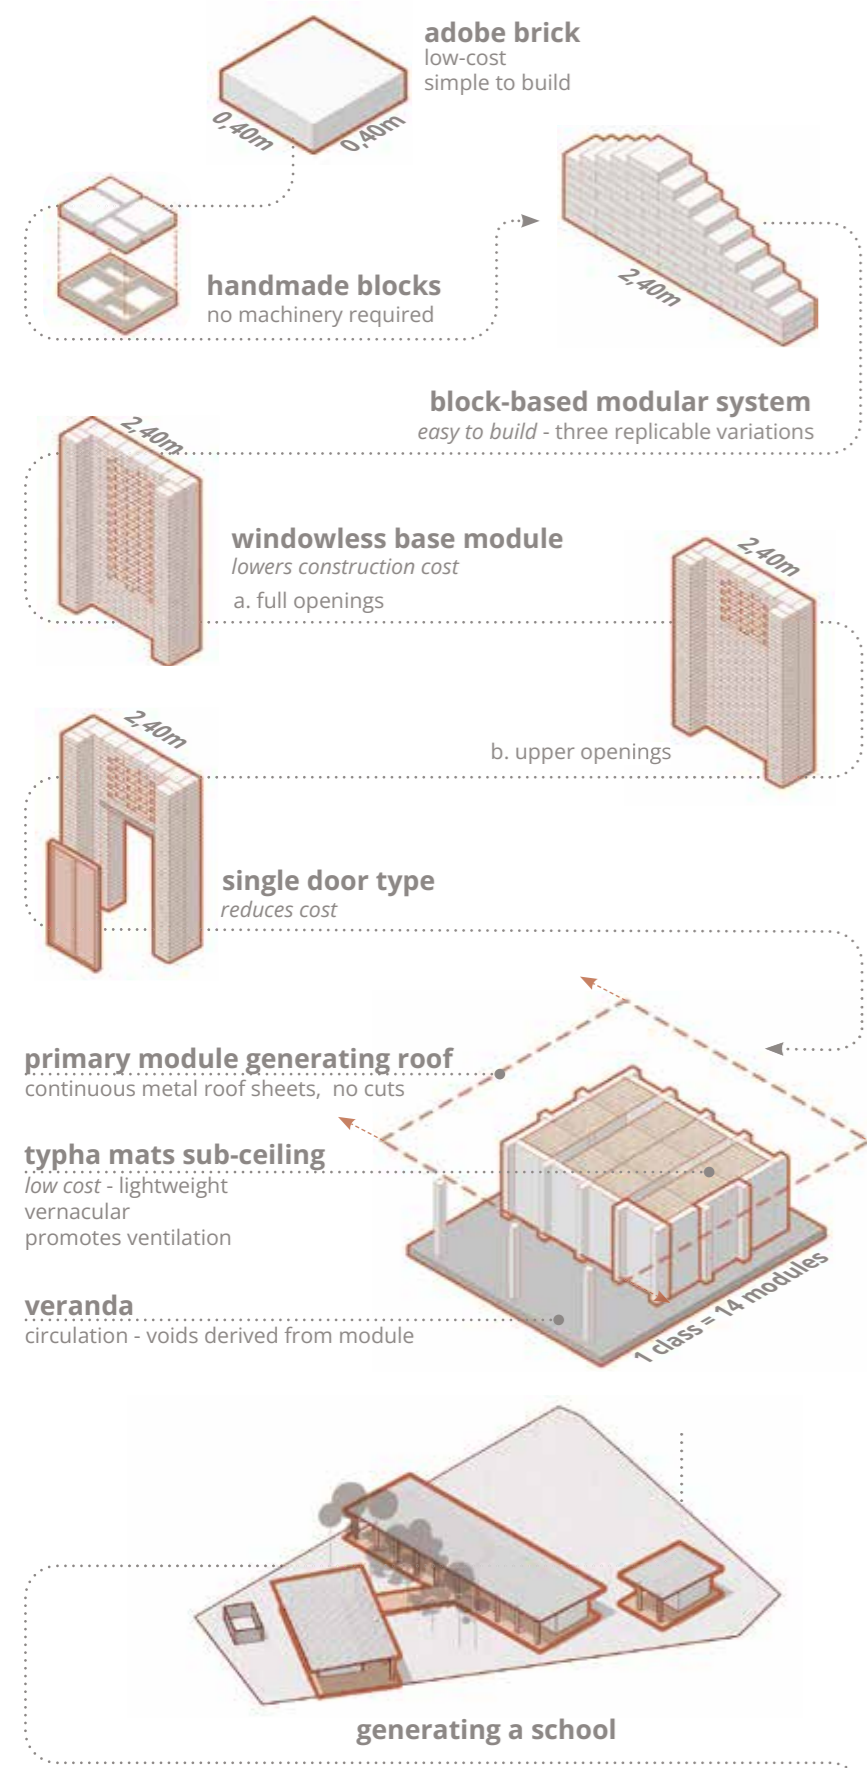 adobe brick
low-cost
simple to build
0,40m
0,40m
handmade blocks
no machinery required
2,40m
block-based modular system
easy to build - three replicable variations
2,40m
windowless base module
lowers construction cost
a. full openings
2,40m
b. upper openings
2,40m
single door type
reduces cost
primary module generating roof
continuous metal roof sheets, no cuts
typha mats sub-ceiling
low cost - lightweight
vernacular
promotes ventilation
veranda
circulation - voids derived from module
1 class = 14 modules
generating a school